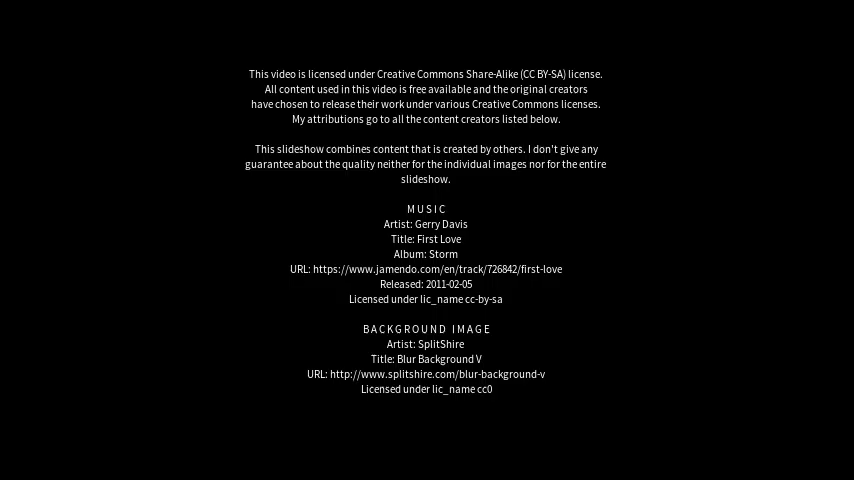 This video is licensed under Creative Commons Share-Alike (CC BY-SA) license.
All content used in this video is free available and the original creators
have chosen to release their work under various Creative Commons licenses.
My attributions go to all the content creators listed below.
This slideshow combines content that is created by others. I don't give any
guarantee about the quality neither for the individual images nor for the entire
slideshow.
MUSIC
Artist: Gerry Davis
Title: First Love
Album: Storm
URL: https://www.jamendo.com/en/track/726842/first-love
Released: 2011-02-05
Licensed under lic_name cc-by-sa
BACKGROUND IMAGE
Artist: SplitShire
Title: Blur Background V
URL: http://www.splitshire.com/blur-background-v
Licensed under lic_name cc0